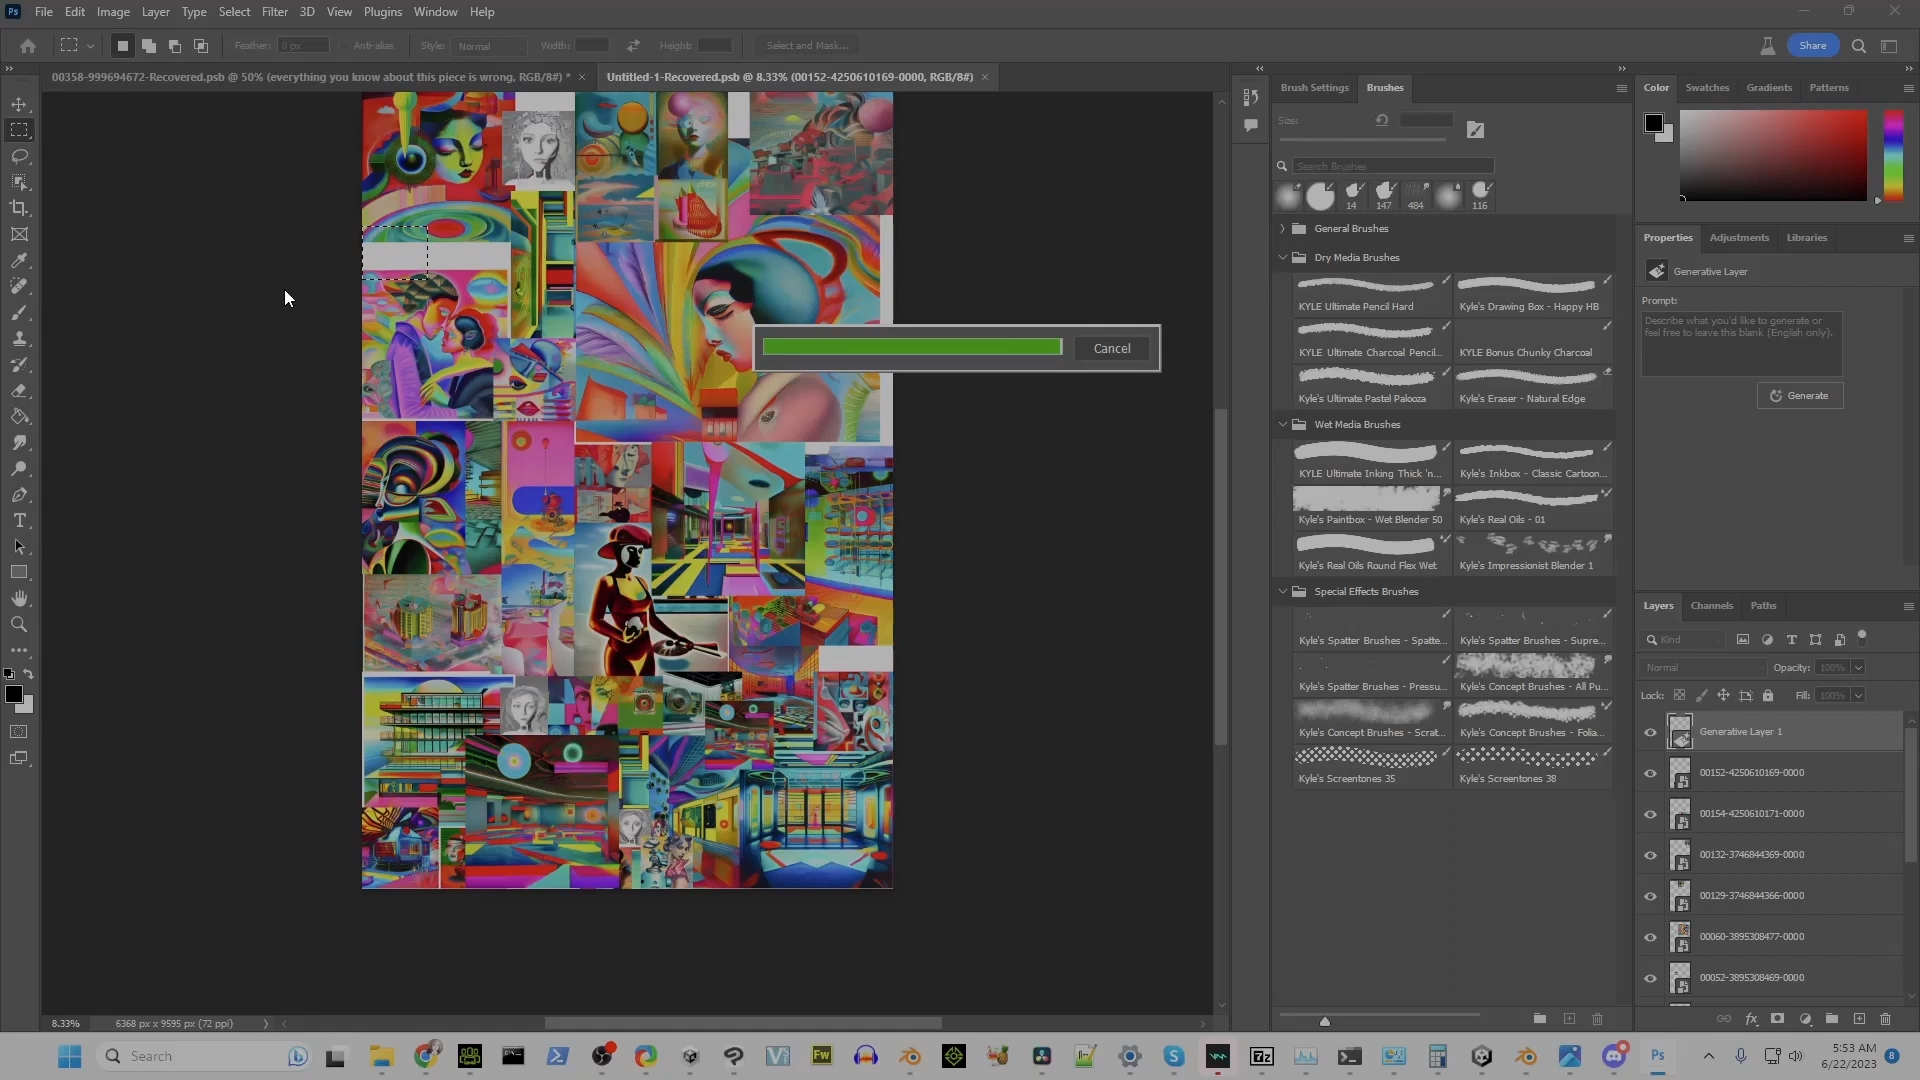 Ps File Edit Image Layer Type Select Filter 3D View Plugins Window Help
Feather: 0 px Anti-alias Style: Normal Width: Height: Select and Mask... Share
00358-999694672-Recovered.psb @ 50% (everything you know about this piece is wrong, RGB/8#) * × Untitled-1-Recovered.psb @ 8.33% (00152-4250610169-0000, RGB/8#) ×
Brush Settings Brushes
Size:
Search Brushes
14 147 484 116
General Brushes
Dry Media Brushes
KYLE Ultimate Pencil Hard Kyle's Drawing Box - Happy HB
KYLE Ultimate Charcoal Pencil... KYLE Bonus Chunky Charcoal
Kyle's Ultimate Pastel Palooza Kyle's Eraser - Natural Edge
Wet Media Brushes
KYLE Ultimate Inking Thick 'n... Kyle's Inkbox - Classic Cartoon...
Kyle's Paintbox - Wet Blender 50 Kyle's Real Oils - 01
Kyle's Real Oils Round Flex Wet Kyle's Impressionist Blender 1
Special Effects Brushes
Kyle's Spatter Brushes - Spatte... Kyle's Spatter Brushes - Supre...
Kyle's Spatter Brushes - Pressu... Kyle's Concept Brushes - All Pu...
Kyle's Concept Brushes - Scrat... Kyle's Concept Brushes - Folia...
Kyle's Screentones 35 Kyle's Screentones 38
Cancel
Color Swatches Gradients Patterns
Properties Adjustments Libraries
Generative Layer
Prompt:
Describe what you'd like to generate or
feel free to leave this blank (English only).
Generate
Layers Channels Paths
Kind
Normal Opacity: 100%
Lock: Fill: 100%
Generative Layer 1
00152-4250610169-0000
00154-4250610171-0000
00132-3746844369-0000
00129-3746844366-0000
00060-3895308477-0000
00052-3895308469-0000
8.33% 6368 px x 9595 px (72 ppi)
Search
Fw
7z
Ps
5:53 AM
6/22/2023
8